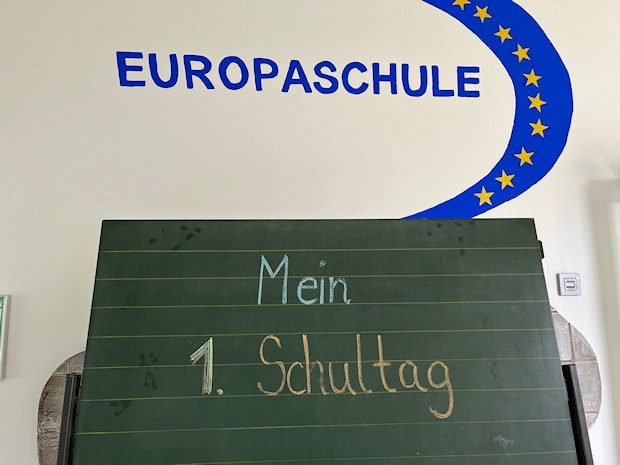 EUROPASCHULE
Mein
1. Schultag